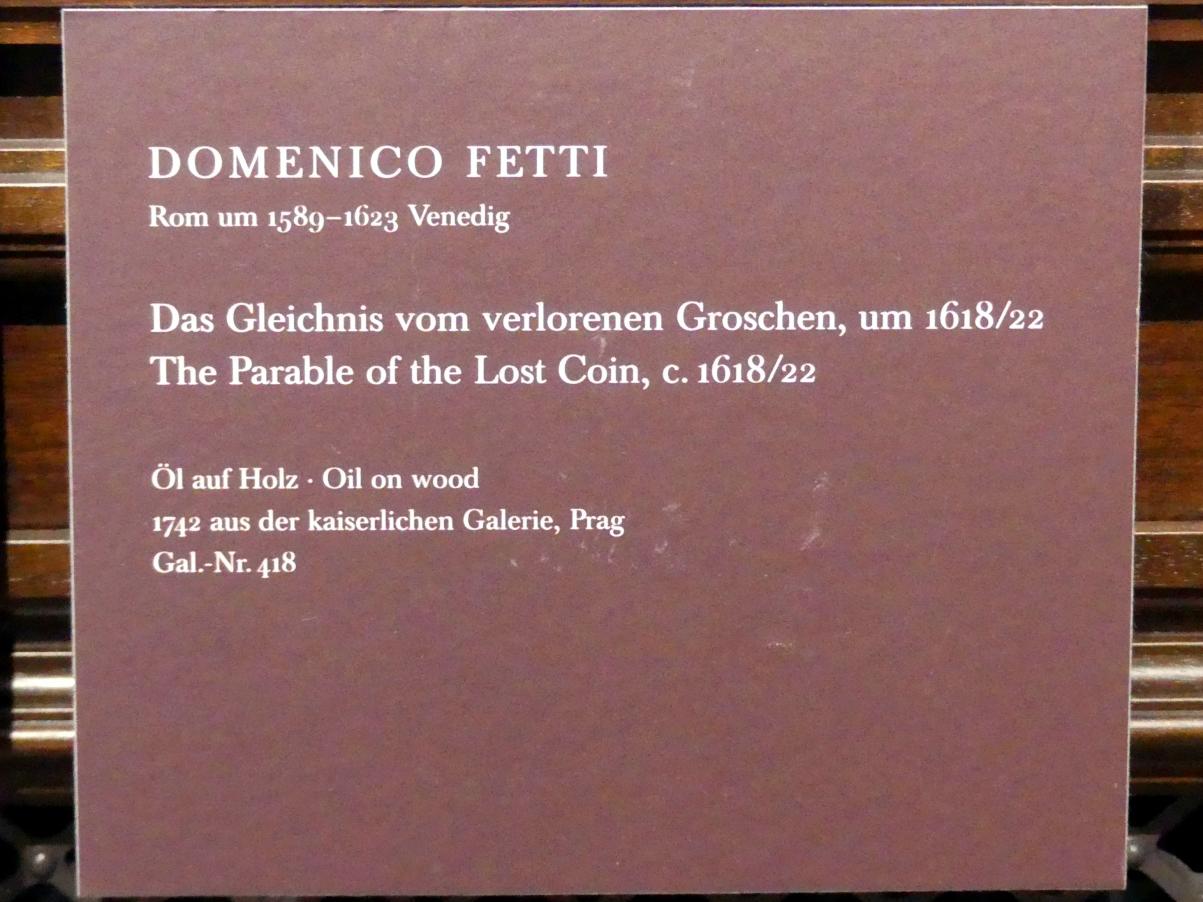 DOMENICO FETTI
Rom um 1589–1623 Venedig
Das Gleichnis vom verlorenen Groschen, um 1618/22
The Parable of the Lost Coin, c. 1618/22
Öl auf Holz · Oil on wood
1742 aus der kaiserlichen Galerie, Prag
Gal.-Nr. 418